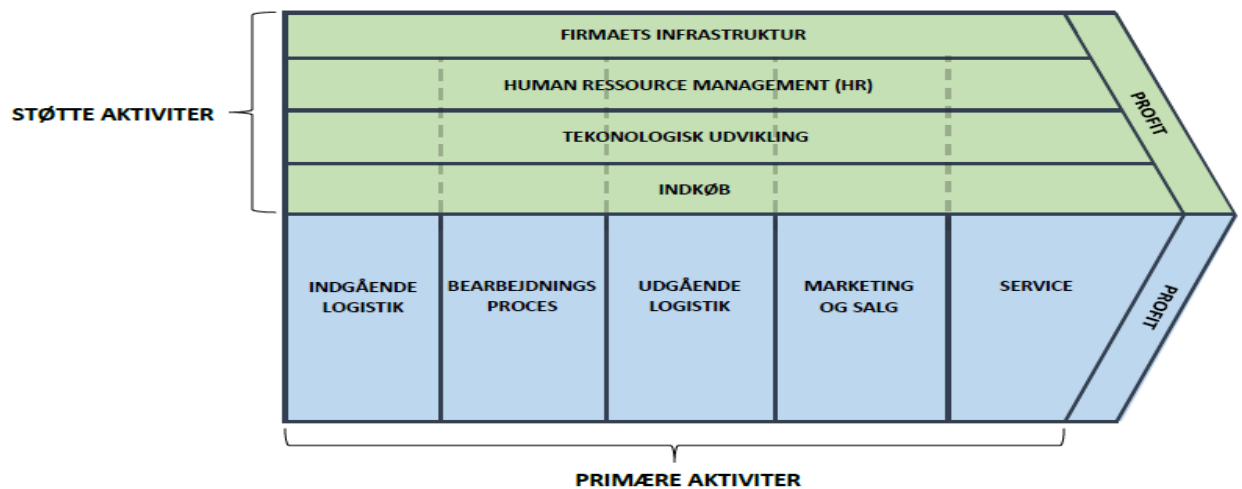 FIRMAETS INFRASTRUKTUR
HUMAN RESSOURCE MANAGEMENT (HR)
STØTTE AKTIVITER
TEKONOLOGISK UDVIKLING
INDKØB
PROFIT
INDGÅENDE
LOGISTIK
BEARBEJDNINGS
PROCES
UDGÅENDE
LOGISTIK
MARKETING
OG SALG
SERVICE
PROFIT
PRIMÆRE AKTIVITER